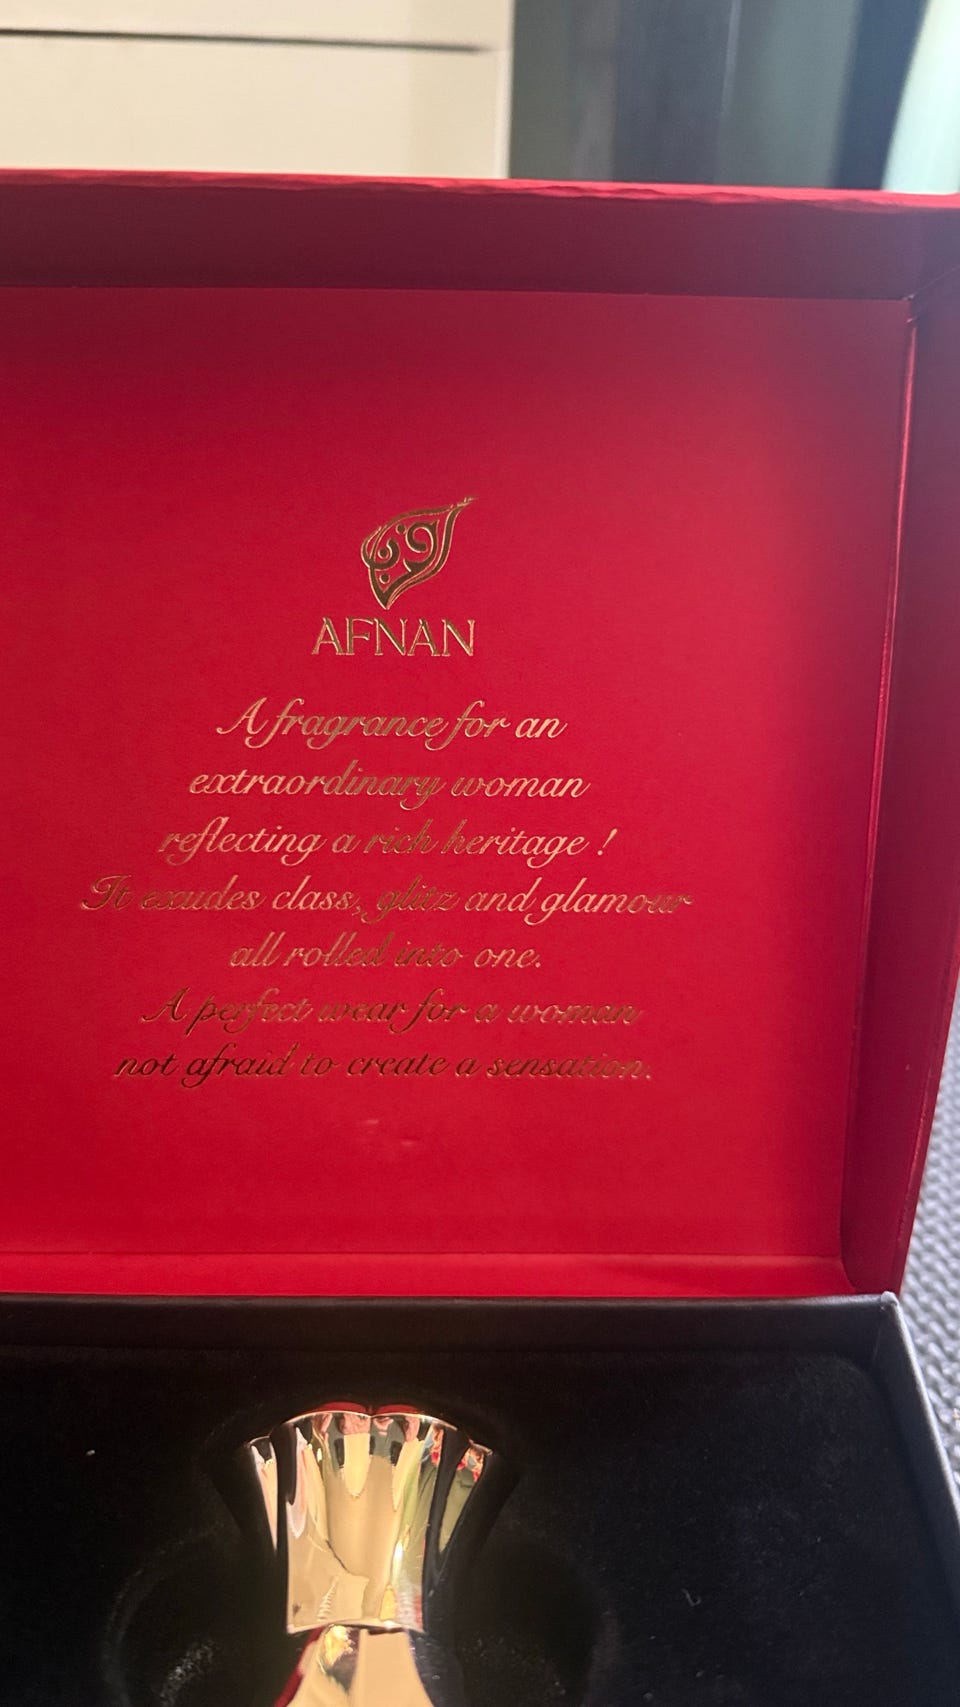 افنان
AFNAN
A fragrance for an
extraordinary woman
reflecting a rich heritage !
It exudes class, glitz and glamour
all rolled into one.
A perfect wear for a woman
not afraid to create a sensation.